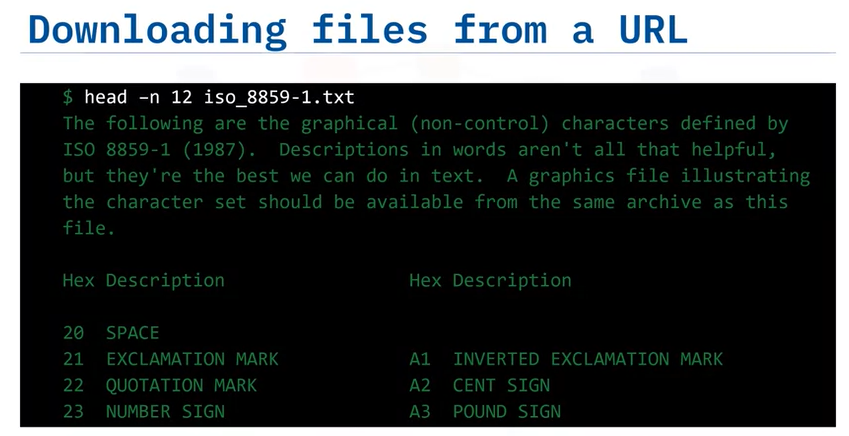 Downloading files from a URL
$ head –n 12 iso_8859-1.txt
The following are the graphical (non-control) characters defined by
ISO 8859-1 (1987).  Descriptions in words aren't all that helpful,
but they're the best we can do in text.  A graphics file illustrating
the character set should be available from the same archive as this
file.
Hex Description                 Hex Description
20  SPACE
21  EXCLAMATION MARK            A1  INVERTED EXCLAMATION MARK
22  QUOTATION MARK              A2  CENT SIGN
23  NUMBER SIGN                 A3  POUND SIGN